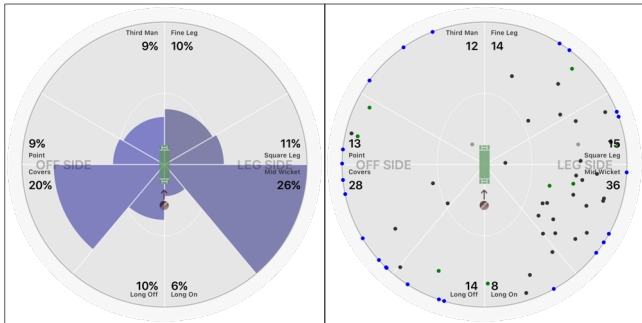 Third Man
Fine Leg
9%
10%
9%
Point
OFF SIDE
Covers
20%
11%
Square Leg
LEG SIDE
Mid Wicket
26%
10%
Long Off
6%
Long On
Third Man
Fine Leg
12
14
13
Point
OFF SIDE
Covers
28
15
Square Leg
LEG SIDE
Mid Wicket
36
14
Long Off
8
Long On